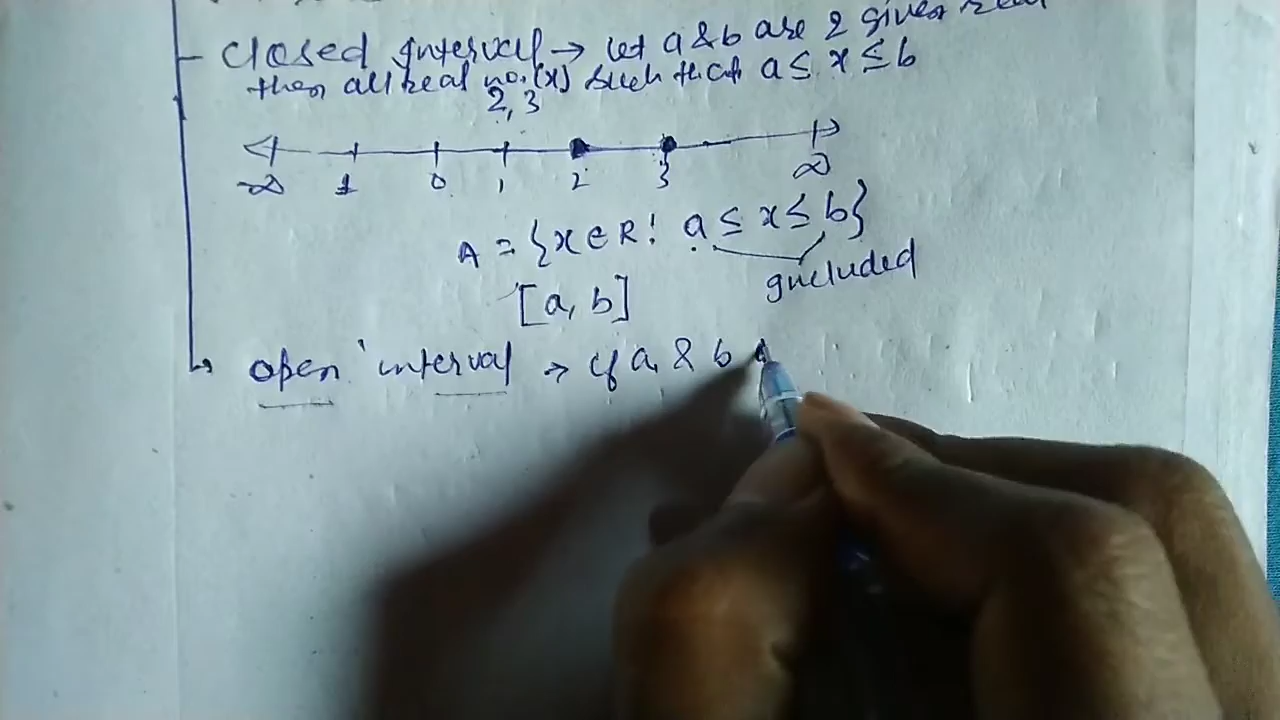 closed interval → let a & b are 2 given real
then all real no.(x) such that a ≤ x ≤ b
2, 3
-∞ 1 0 1 2 3 ∞
A = {x ∈ R : a ≤ x ≤ b}
included
[a, b]
open interval → if a & b